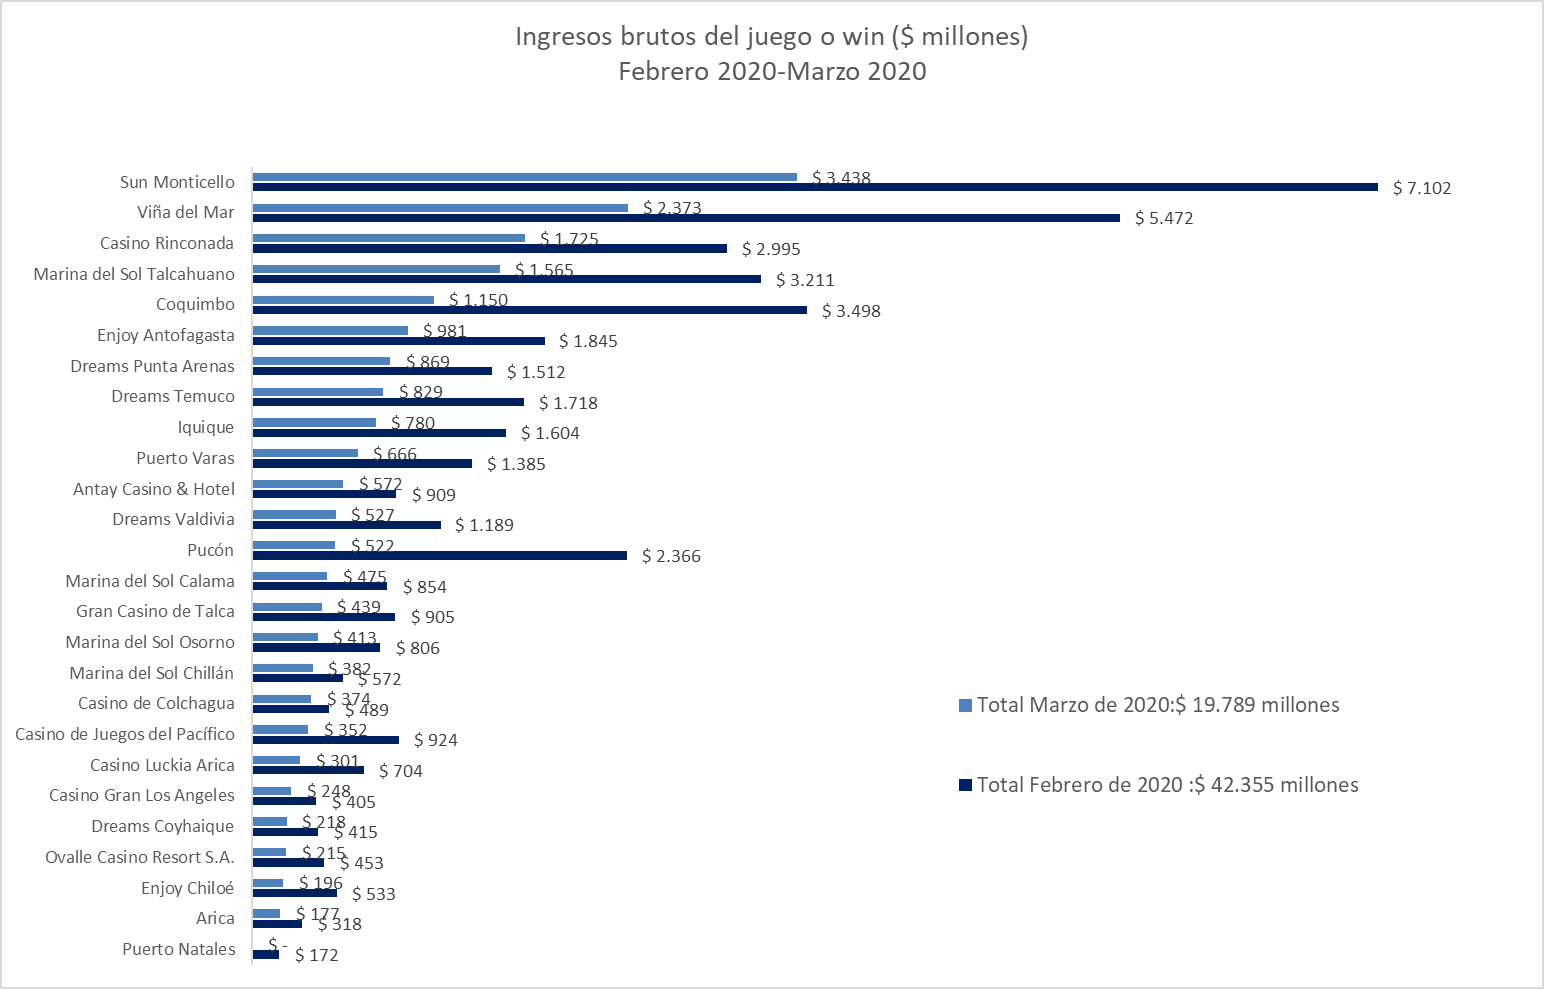 Ingresos brutos del juego o win ($ millones)
Febrero 2020-Marzo 2020
Sun Monticello $ 3.438
$ 7.102
Viña del Mar $ 2.373
$ 5.472
Casino Rinconada $ 1.725
$ 2.995
Marina del Sol Talcahuano $ 1.565
$ 3.211
Coquimbo $ 1.150
$ 3.498
Enjoy Antofagasta $ 981
$ 1.845
Dreams Punta Arenas $ 869
$ 1.512
Dreams Temuco $ 829
$ 1.718
Iquique $ 780
$ 1.604
Puerto Varas $ 666
$ 1.385
Antay Casino & Hotel $ 572
$ 909
Dreams Valdivia $ 527
$ 1.189
Pucón $ 522
$ 2.366
Marina del Sol Calama $ 475
$ 854
Gran Casino de Talca $ 439
$ 905
Marina del Sol Osorno $ 413
$ 806
Marina del Sol Chillán $ 382
$ 572
Casino de Colchagua $ 374
$ 489
Casino de Juegos del Pacífico $ 352
$ 924
Casino Luckia Arica $ 301
$ 704
Casino Gran Los Angeles $ 248
$ 405
Dreams Coyhaique $ 218
$ 415
Ovalle Casino Resort S.A. $ 215
$ 453
Enjoy Chiloé $ 196
$ 533
Arica $ 177
$ 318
Puerto Natales $ -
$ 172
Total Marzo de 2020:$ 19.789 millones
Total Febrero de 2020 :$ 42.355 millones